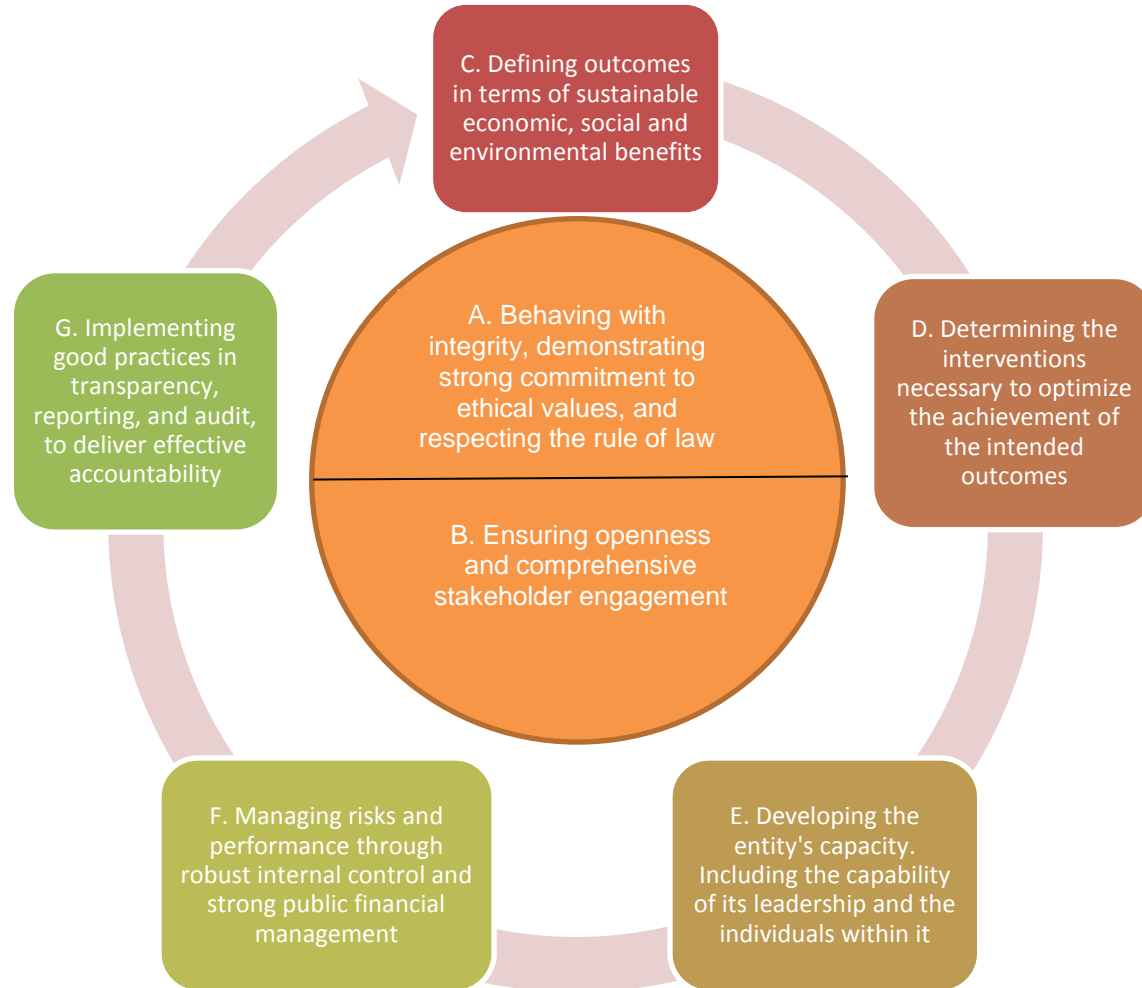 C. Defining outcomes
in terms of sustainable
economic, social and
environmental benefits
A. Behaving with
integrity, demonstrating
strong commitment to
ethical values, and
respecting the rule of law
B. Ensuring openness
and comprehensive
stakeholder engagement
D. Determining the
interventions
necessary to optimize
the achievement of
the intended
outcomes
E. Developing the
entity's capacity.
Including the capability
of its leadership and the
individuals within it
F. Managing risks and
performance through
robust internal control and
strong public financial
management
G. Implementing
good practices in
transparency,
reporting, and audit,
to deliver effective
accountability